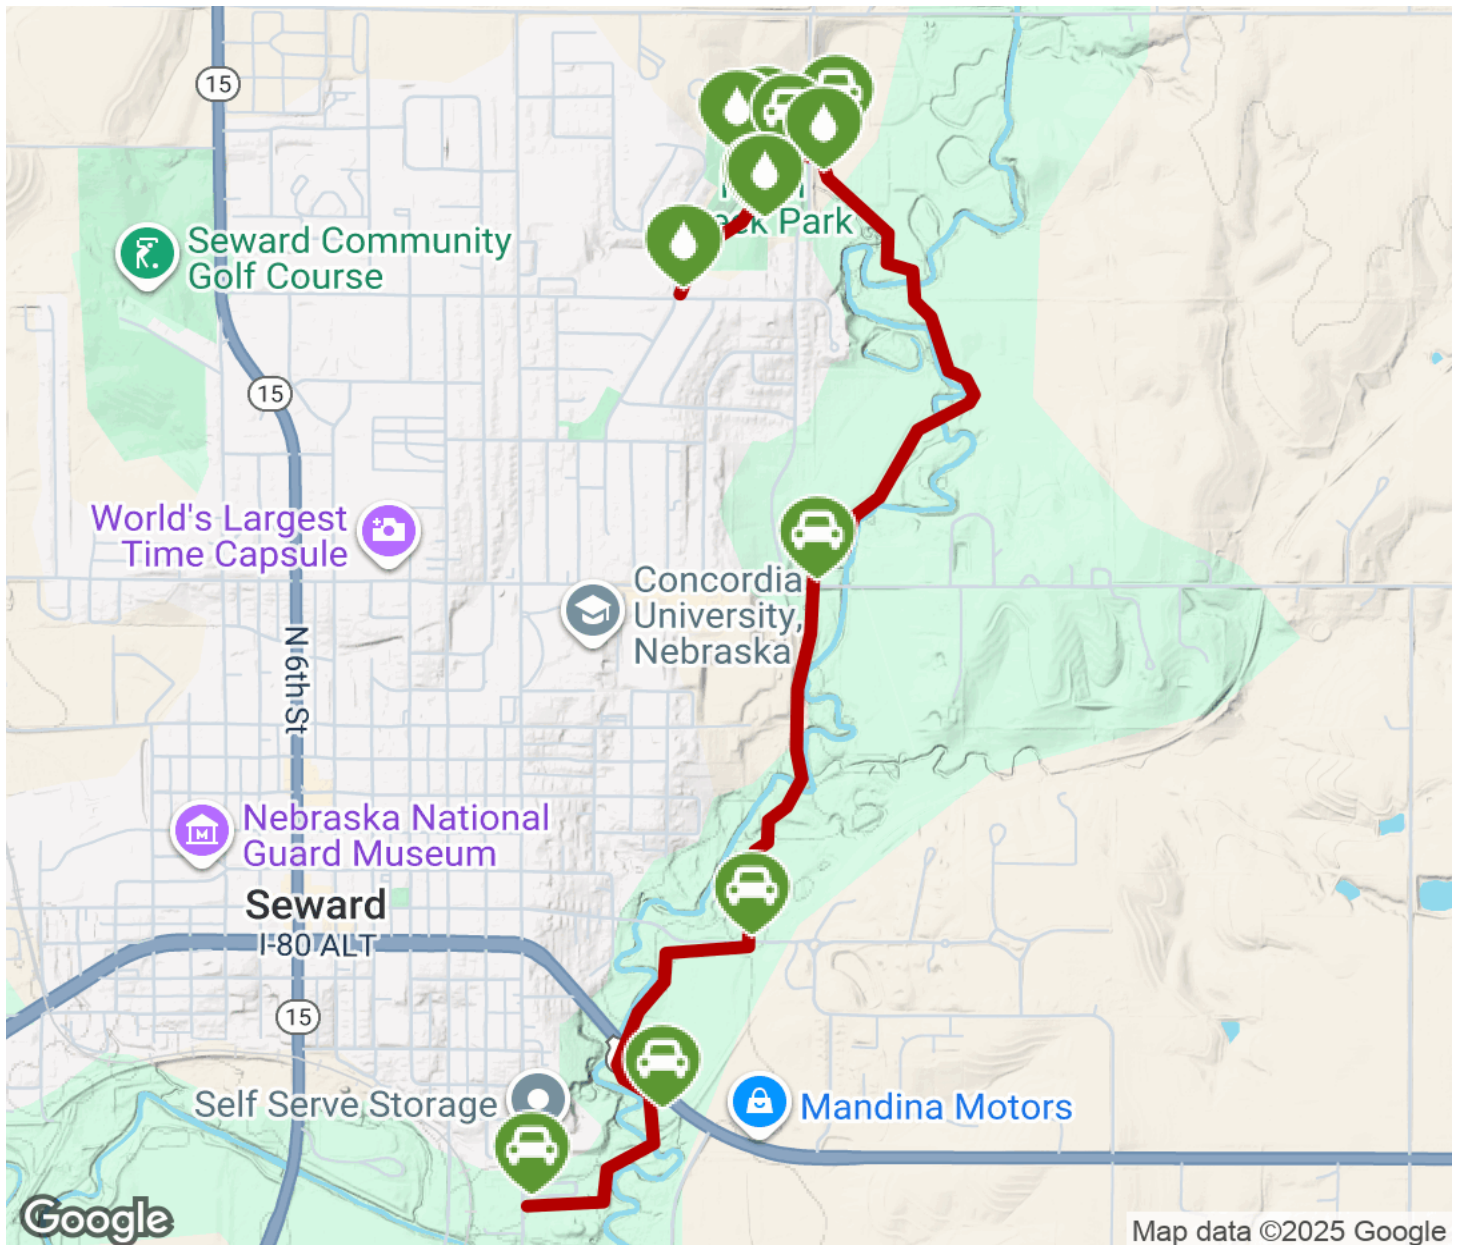 15
Park
Seward Community
Golf Course
15
World's Largest
Time Capsule
Concordia
University,
Nebraska
N 6th St
Nebraska National
Guard Museum
Seward
I-80 ALT
15
Self Serve Storage
Mandina Motors
Google
Map data ©2025 Google